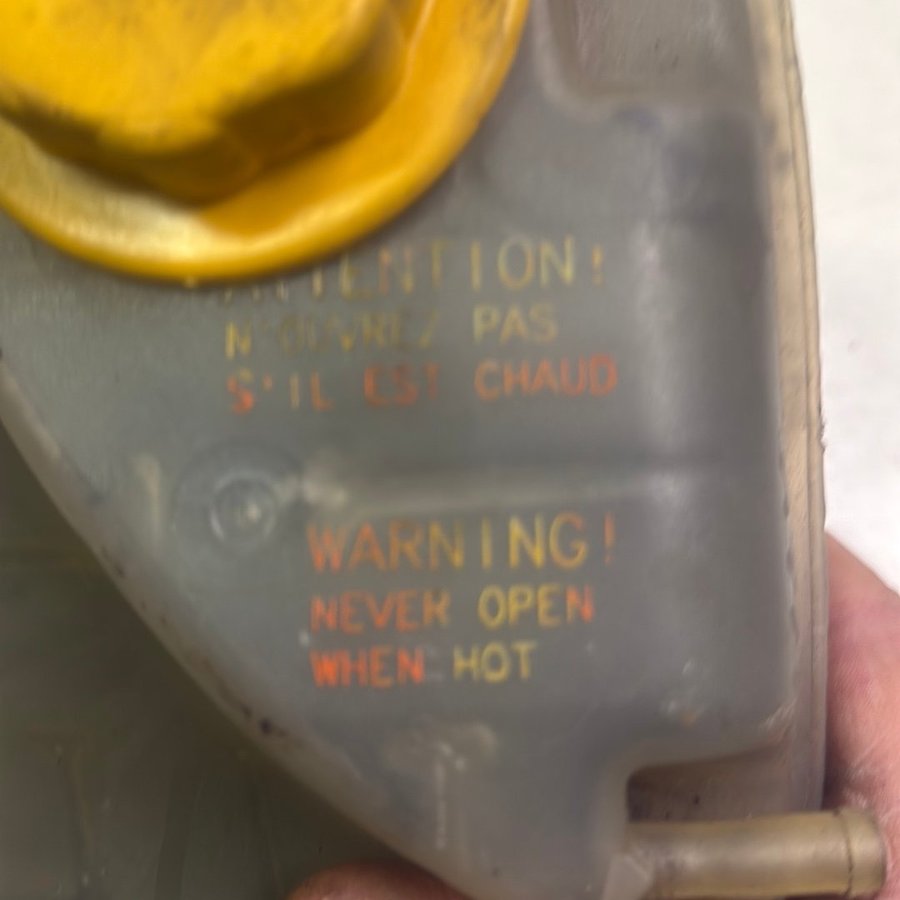 ATTENTION!
N'OUVREZ PAS
S'IL EST CHAUD
WARNING!
NEVER OPEN
WHEN HOT